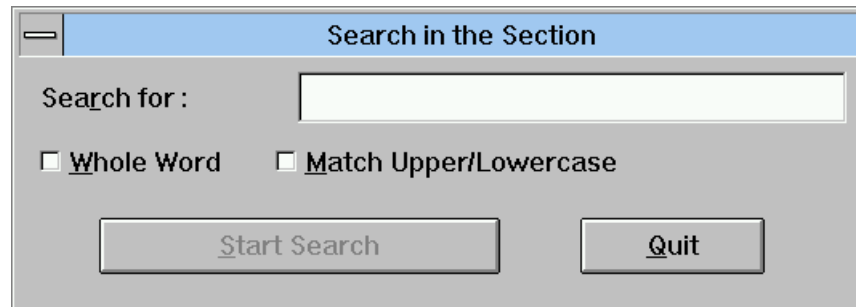 Search in the Section
Search for :
Whole Word Match Upper/Lowercase
Start Search Quit